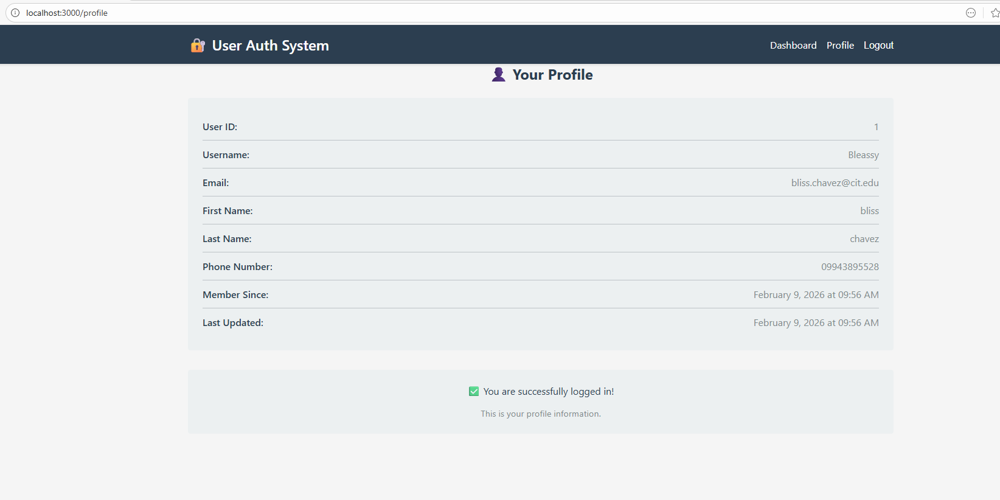 localhost:3000/profile
User Auth System
Dashboard Profile Logout
Your Profile
User ID: 1
Username: Bleassy
Email: bliss.chavez@cit.edu
First Name: bliss
Last Name: chavez
Phone Number: 09943895528
Member Since: February 9, 2026 at 09:56 AM
Last Updated: February 9, 2026 at 09:56 AM
You are successfully logged in!
This is your profile information.